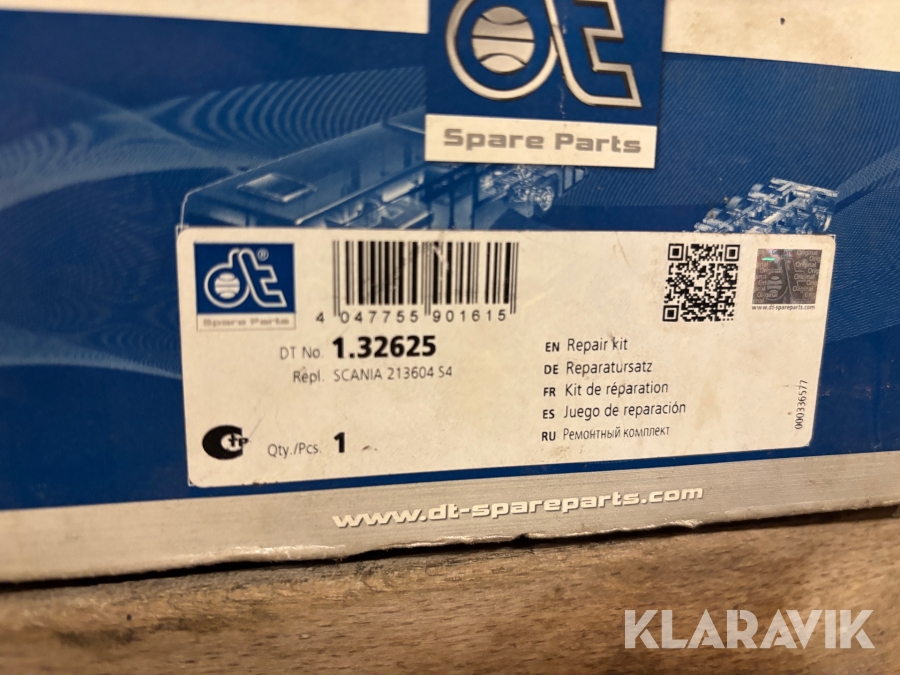 dt
Spare Parts
dt®
Spare Parts
4 047755 901615
www.dt-spareparts.com
DT No. 1.32625
Repl. SCANIA 213604 S4
Qty./Pcs. 1
EN Repair kit
DE Reparatursatz
FR Kit de réparation
ES Juego de reparación
RU Ремонтный комплект
000336577
www.dt-spareparts.com
KLARAVIK